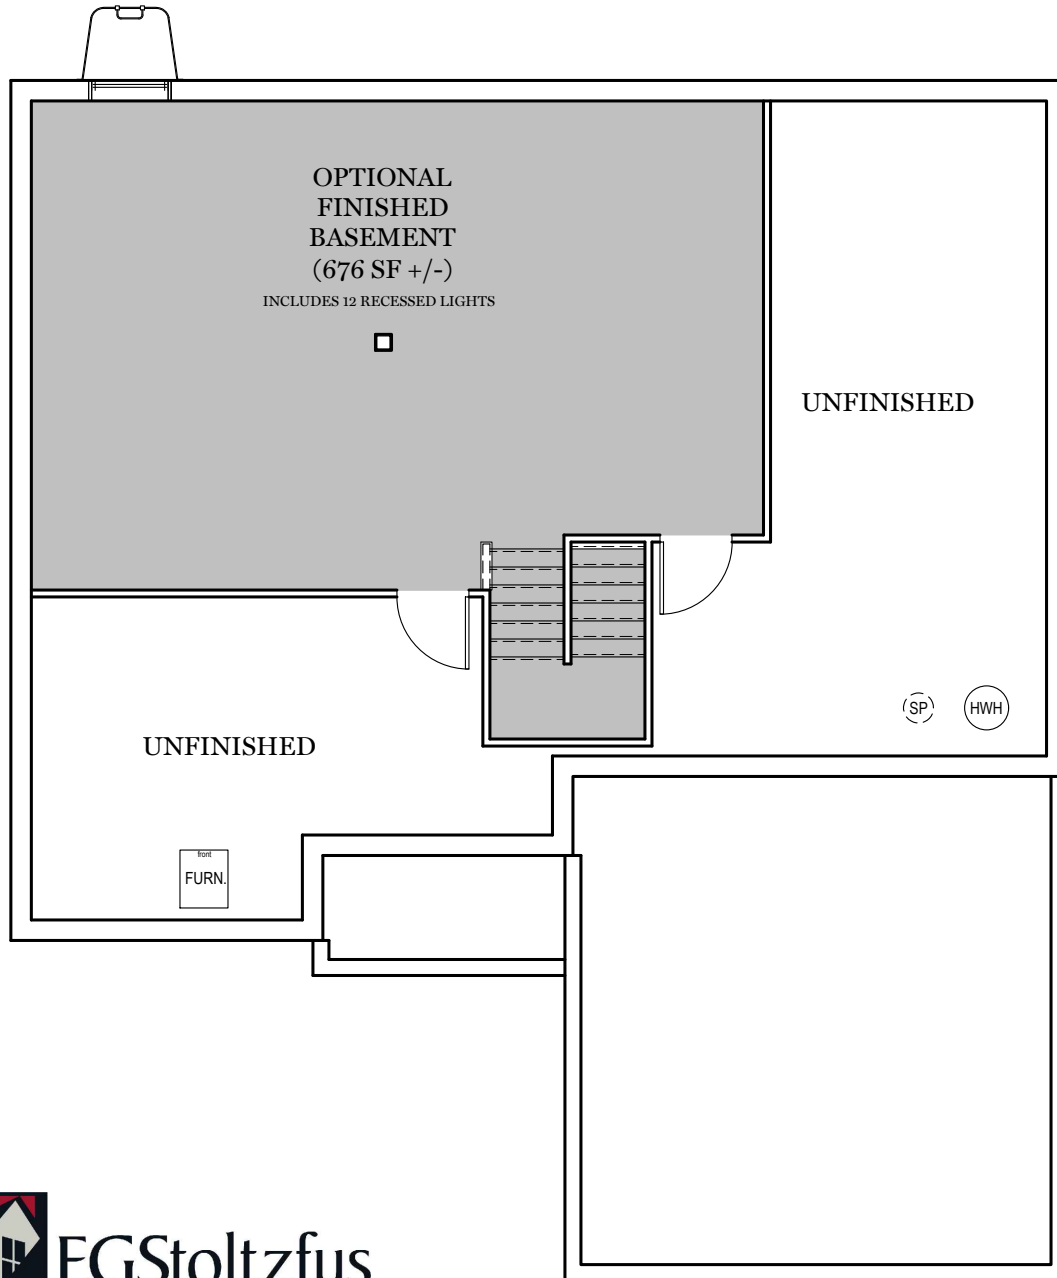 OPTIONAL
FINISHED
BASEMENT
(676 SF +/-)
INCLUDES 12 RECESSED LIGHTS
UNFINISHED
SP
HWH
UNFINISHED
front
FURN.
EGStoltzfus